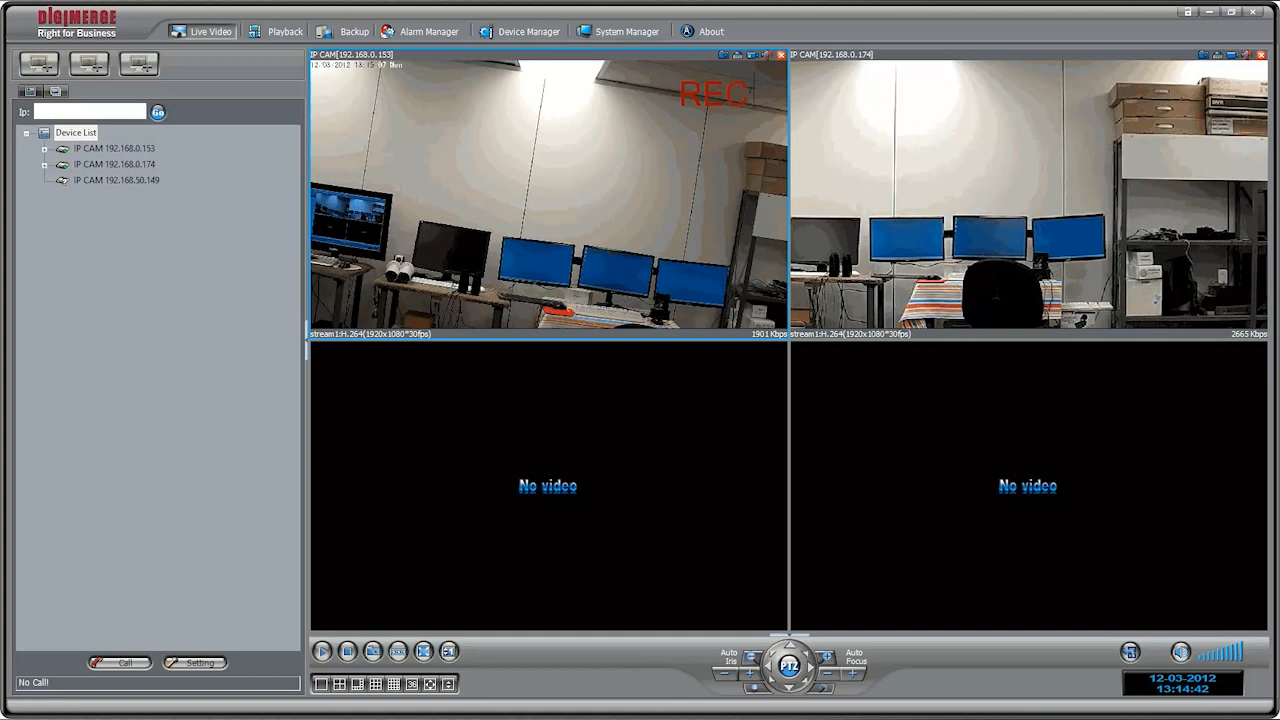 DIGIMERGE
Right for Business
Live Video
Playback
Backup
Alarm Manager
Device Manager
System Manager
About
Ip:
Go
Device List
IP CAM 192.168.0.153
IP CAM 192.168.0.174
IP CAM 192.168.50.149
IP CAM[192.168.0.153]
IP CAM[192.168.0.174]
REC
DVR
stream1:H.264(1920x1080*30fps)
1901 Kbps
stream1:H.264(1920x1080*30fps)
2665 Kbps
No video
No video
Call
Setting
No Call!
Auto
Iris
PTZ
Auto
Focus
12-03-2012
13:14:42